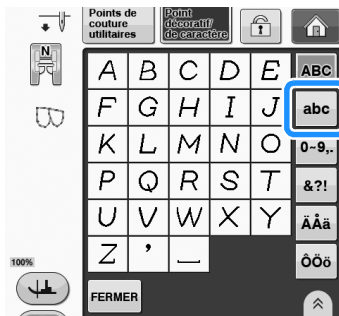 Points de couture utilitaires
Point décoratif/ de caractère
N
A B C D E ABC
F G H I J abc
K L M N O 0~9,.
P Q R S T &?!
U V W X Y ÄÅä
Z ' _ ÔÖö
100%
FERMER